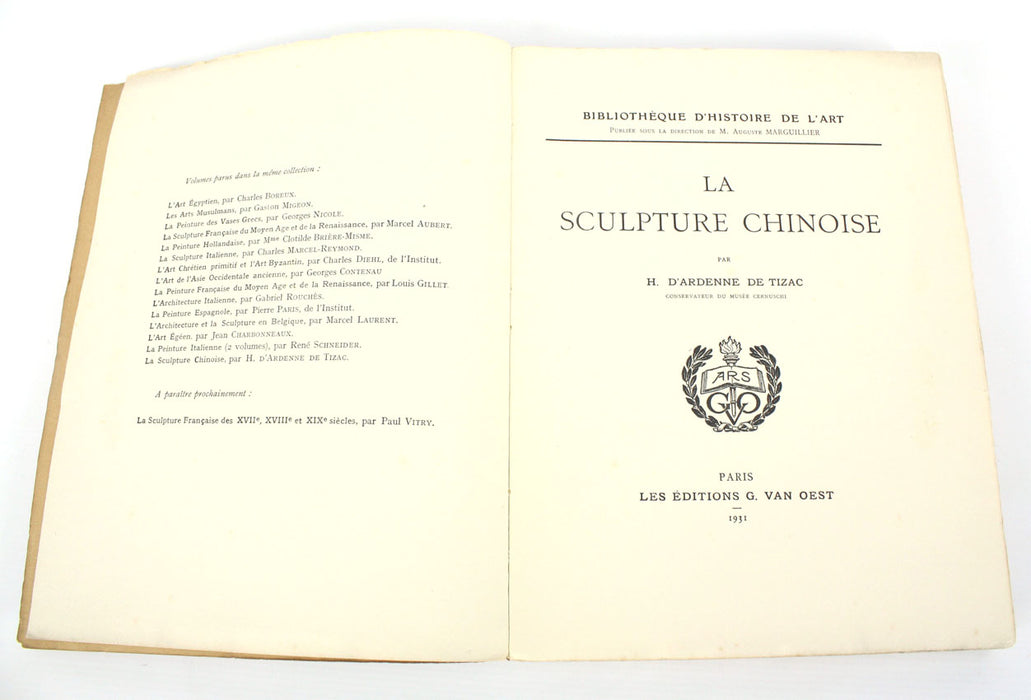 Volumes parus dans la même collection :
L'Art Égyptien, par Charles BOREUX.
Les Arts Musulmans, par Gaston MIGEON.
La Peinture des Vases Grecs, par Georges NICOLE.
La Sculpture Française du Moyen Age et de la Renaissance, par Marcel AUBERT.
La Peinture Hollandaise, par Mme Clotilde BRIÈRE-MISME.
La Sculpture Italienne, par Charles MARCEL-REYMOND.
L'Art Chrétien primitif et l'Art Byzantin, par Charles DIEHL, de l'Institut.
L'Art de l'Asie Occidentale ancienne, par Georges CONTENAU
La Peinture Française du Moyen Age et de la Renaissance, par Louis GILLET.
L'Architecture Italienne, par Gabriel ROUCHÈS.
La Peinture Espagnole, par Pierre PARIS, de l'Institut.
L'Architecture et la Sculpture en Belgique, par Marcel LAURENT.
L'Art Égéen, par Jean CHARBONNEAUX.
La Peinture Italienne (2 volumes), par René SCHNEIDER.
La Sculpture Chinoise, par H. D'ARDENNE DE TIZAC.
A paraître prochainement :
La Sculpture Française des XVIIe, XVIIIe et XIXe siècles, par Paul VITRY.
BIBLIOTHÈQUE D'HISTOIRE DE L'ART
PUBLIÉE SOUS LA DIRECTION DE M. AUGUSTE MARGUILLIER
LA
SCULPTURE CHINOISE
PAR
H. D'ARDENNE DE TIZAC
CONSERVATEUR DU MUSÉE CERNUSCHI
ARS
GVO
PARIS
LES ÉDITIONS G. VAN OEST
1931